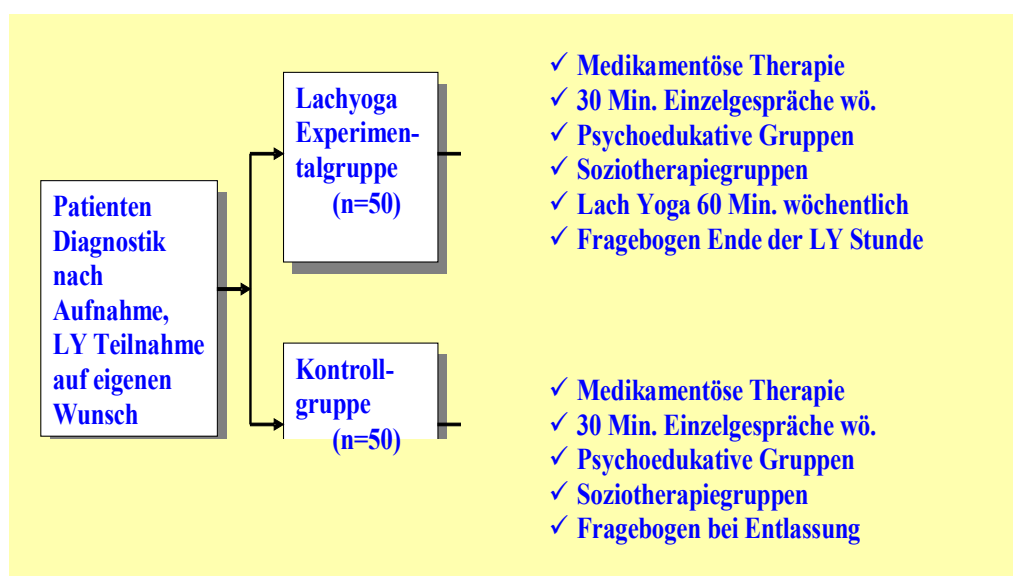 Patienten
Diagnostik
nach
Aufnahme,
LY Teilnahme
auf eigenen
Wunsch
Lachyoga
Experimen-
talgruppe
(n=50)
✓ Medikamentöse Therapie
✓ 30 Min. Einzelgespräche wö.
✓ Psychoedukative Gruppen
✓ Soziotherapiegruppen
✓ Lach Yoga 60 Min. wöchentlich
✓ Fragebogen Ende der LY Stunde
Kontroll-
gruppe
(n=50)
✓ Medikamentöse Therapie
✓ 30 Min. Einzelgespräche wö.
✓ Psychoedukative Gruppen
✓ Soziotherapiegruppen
✓ Fragebogen bei Entlassung